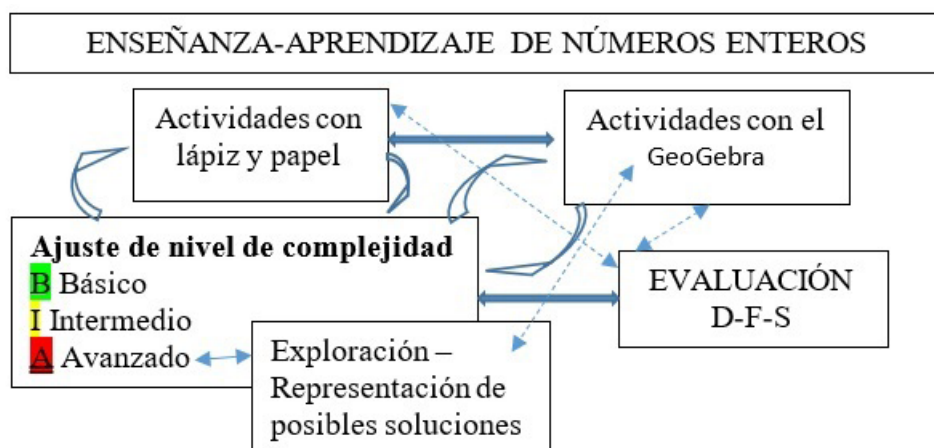 ENSEÑANZA-APRENDIZAJE DE NÚMEROS ENTEROS
Actividades con
lápiz y papel
Actividades con el
GeoGebra
Ajuste de nivel de complejidad
B Básico
I Intermedio
A Avanzado
EVALUACIÓN
D-F-S
Exploración –
Representación de
posibles soluciones